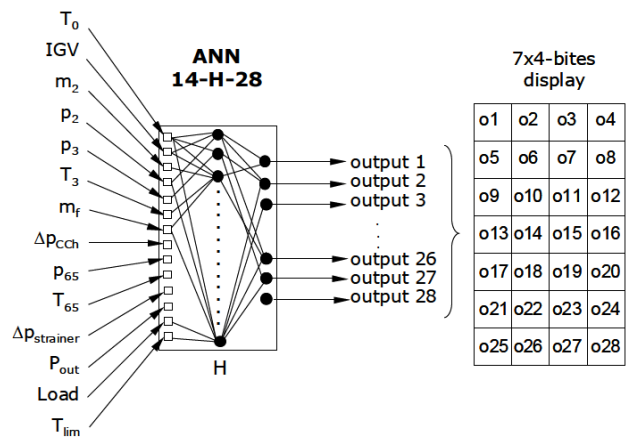 T0
IGV
m2
p2
p3
T3
mf
ΔpCCh
p65
T65
Δpstrainer
Pout
Load
Tlim
ANN
14-H-28
H
output 1
output 2
output 3
output 26
output 27
output 28
7x4-bites
display
o1 o2 o3 o4
o5 o6 o7 o8
o9 o10 o11 o12
o13 o14 o15 o16
o17 o18 o19 o20
o21 o22 o23 o24
o25 o26 o27 o28